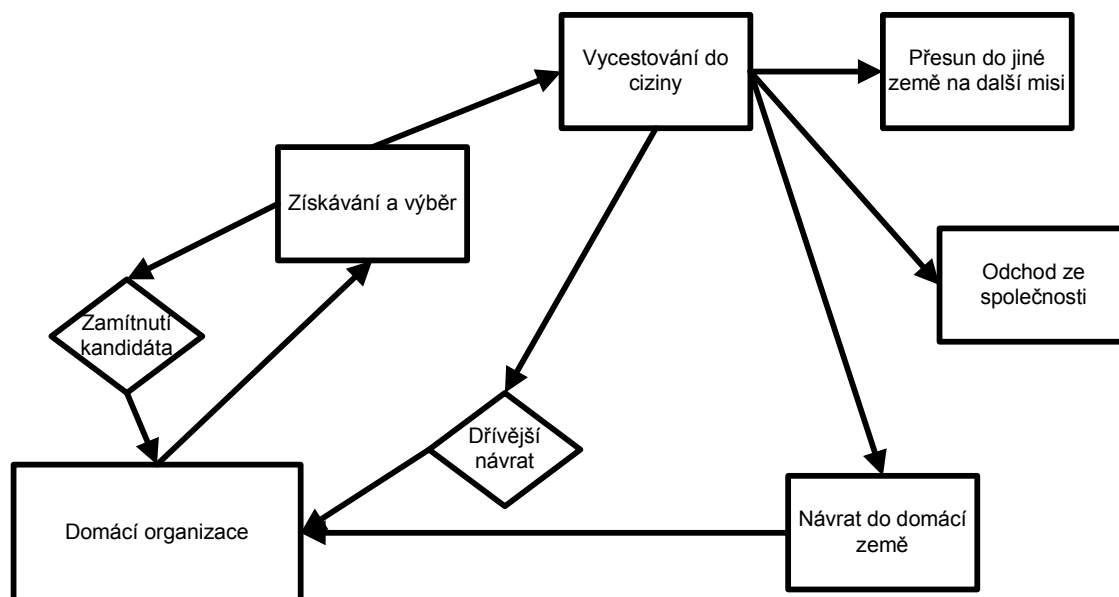 Vycestování do
ciziny
Přesun do jiné
země na další misi
Získávání a výběr
Odchod ze
společnosti
Zamítnutí
kandidáta
Dřívější
návrat
Domácí organizace
Návrat do domácí
země